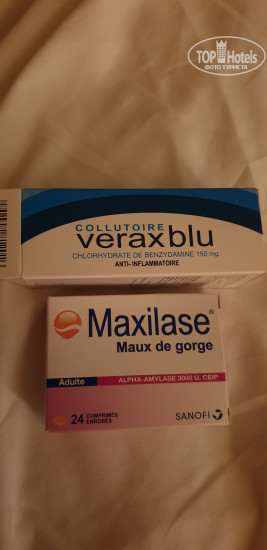 TOP Hotels
ФОТО ТУРИСТА
COLLUTOIRE
veraxblu
CHLORHYDRATE DE BENZYDAMINE 150 mg
ANTI-INFLAMMATOIRE
Maxilase®
Maux de gorge
Adulte
ALPHA-AMYLASE 3000 U. CEIP
24 COMPRIMÉS
ENROBÉS
SANOFI